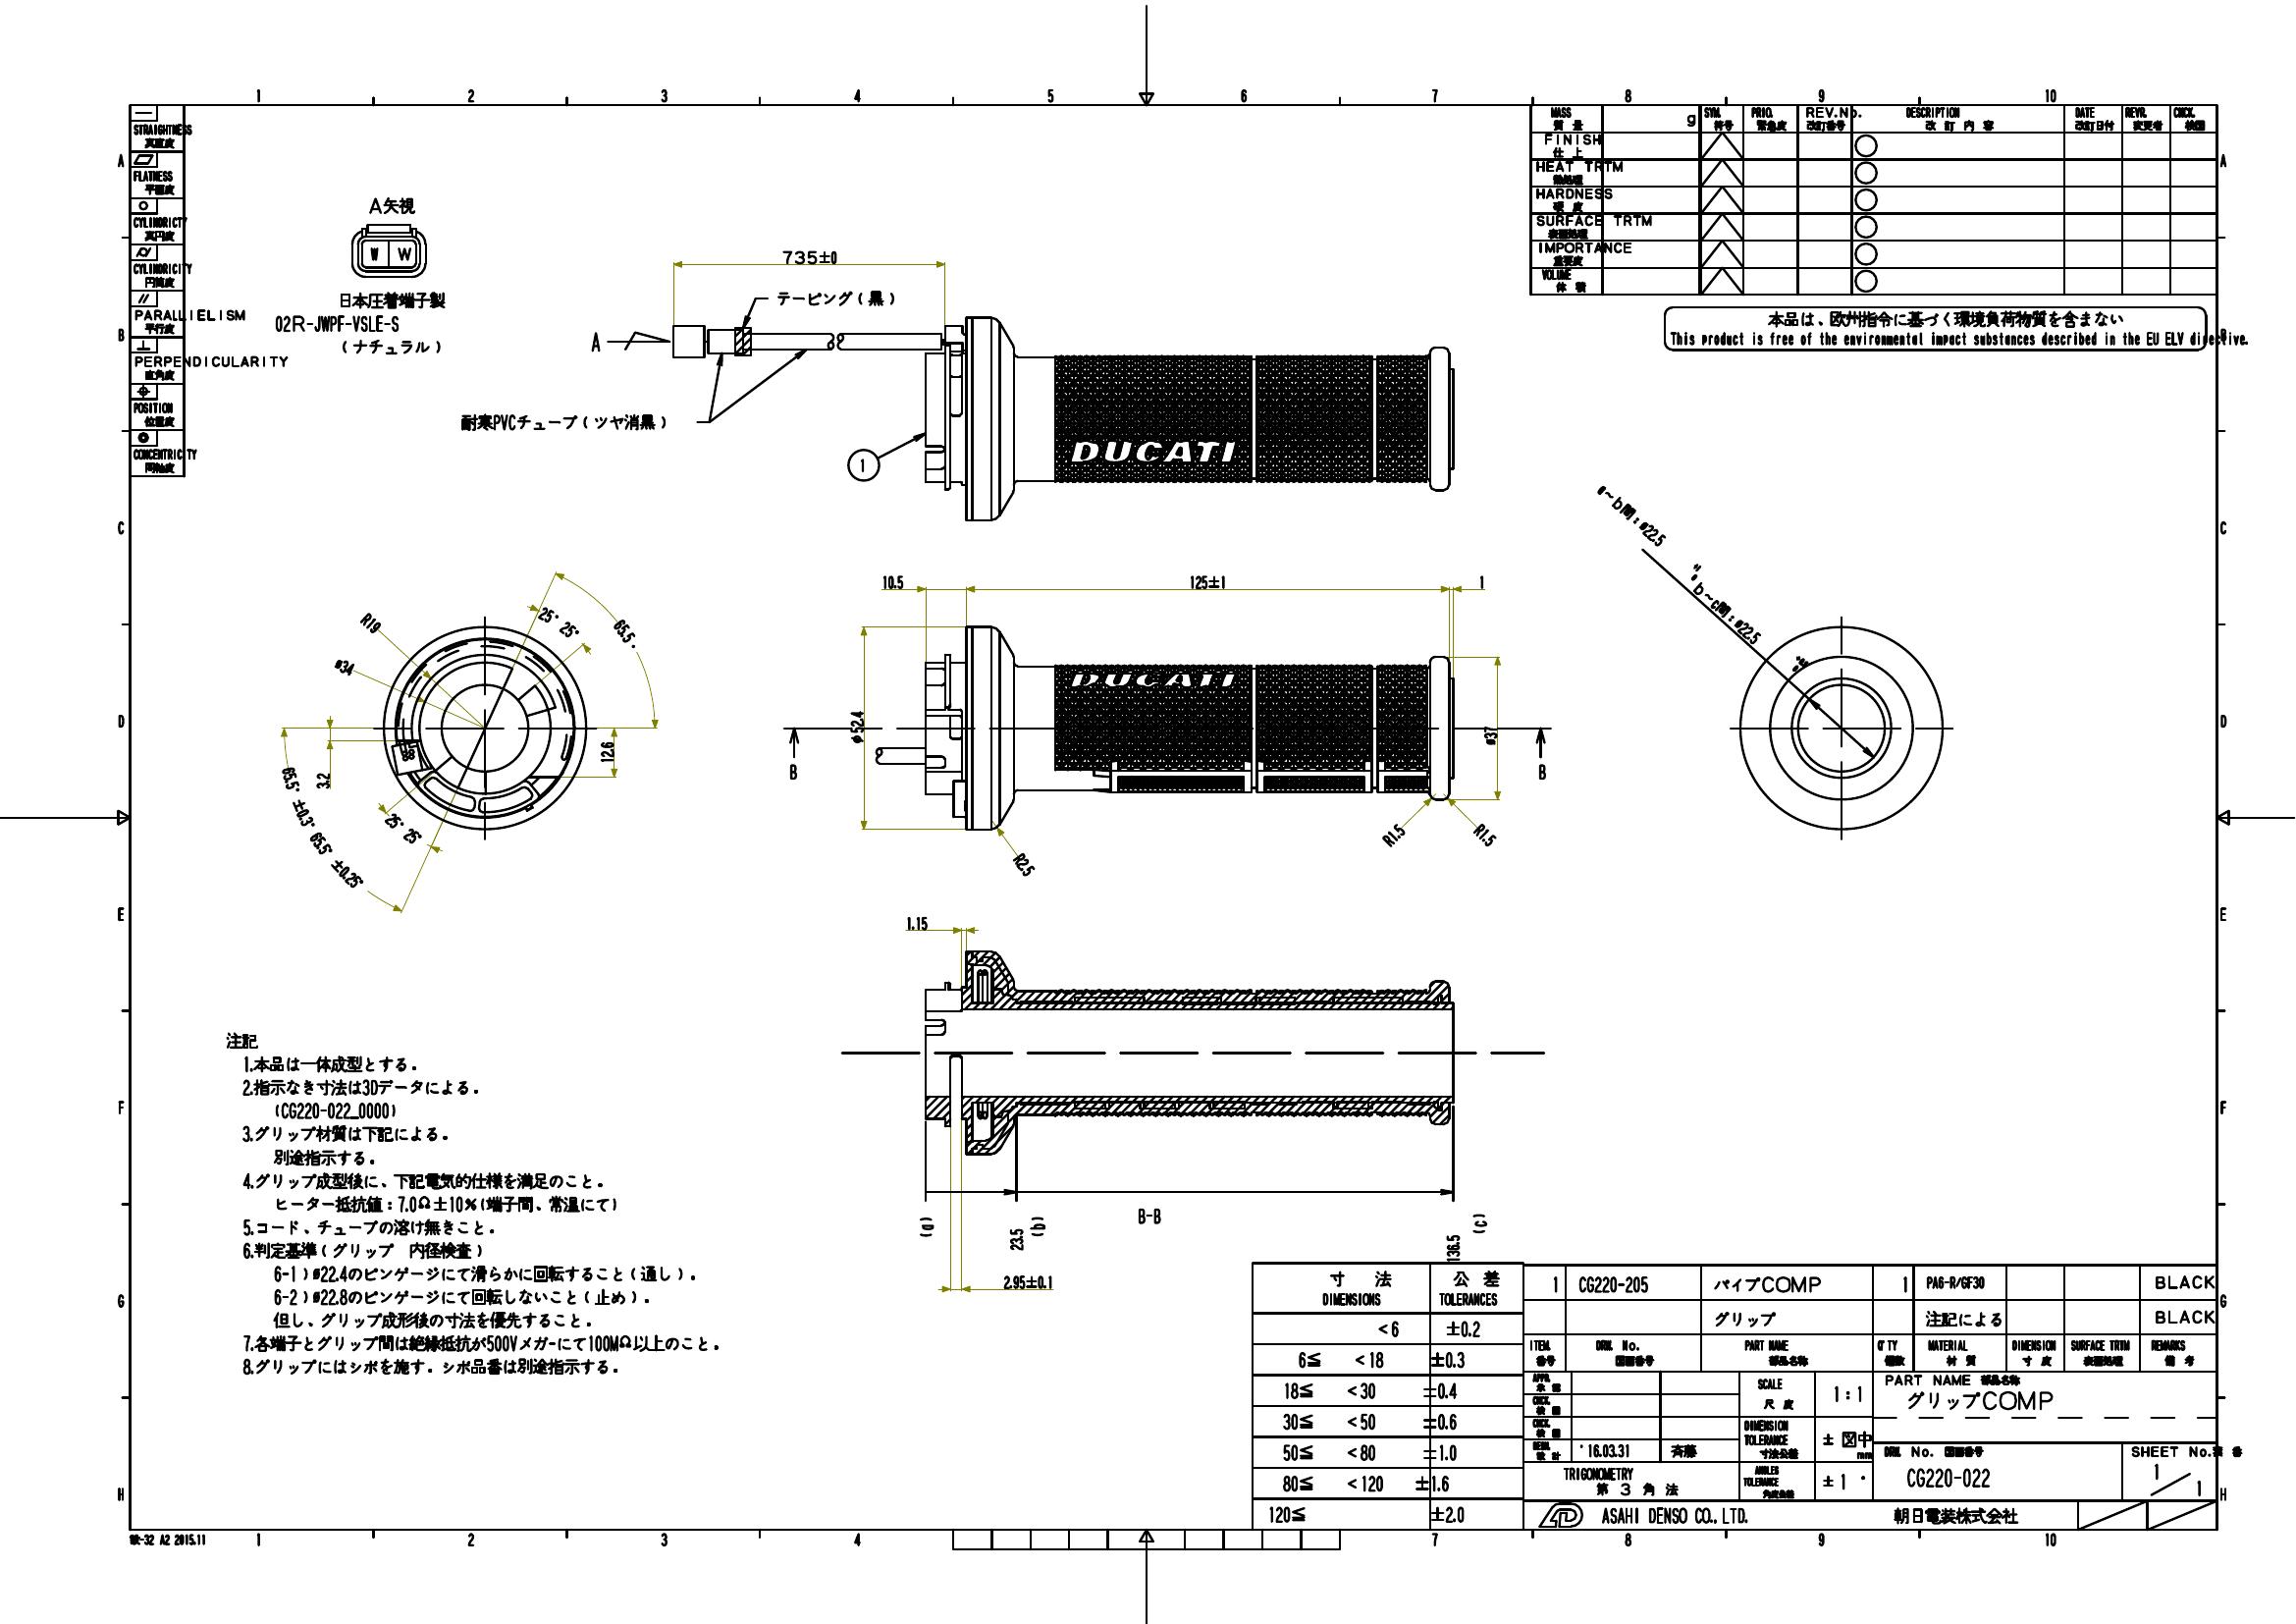 1 2 3 4 5 6 7 8 9 10
A B C D E F G H
STRAIGHTNESS
真直度
FLATNESS
平面度
CYLINDRICTY
真円度
CYLINDRICITY
円筒度
PARALLIELISM
平行度
PERPENDICULARITY
直角度
POSITION
位置度
CONCENTRICTY
同軸度
A矢視
W W
日本圧着端子製
02R-JWPF-VSLE-S
(ナチュラル)
735±0
テーピング(黒)
A
耐寒PVCチューブ(ツヤ消黒)
1
DUCATI
MASS
質量
g
SYM.
符号
PRIO.
緊急度
REV.No.
改訂番号
DESCRIPTION
改訂内容
DATE
改訂日付
REVR.
変更者
CHCK.
検図
FINISH
仕上
HEAT TRTM
熱処理
HARDNESS
硬度
SURFACE TRTM
表面処理
IMPORTANCE
重要度
VOLUME
体積
本品は、欧州指令に基づく環境負荷物質を含まない
This product is free of the environmental impact substances described in the EU ELV directive.
R19
ø34
25° 25°
65.5°
3.2
12.6
65.5° ±0.3° 65.5° ±0.25°
25° 25°
10.5
125±1
1
ø52.4
DUCATI
ø37
B
B
R2.5
R1.5
R1.5
a~b間:ø22.5
b~c間:ø22.5
1.15
(a)
23.5
(b)
B-B
136.5
(c)
2.95±0.1
注記
1.本品は一体成型とする。
2.指示なき寸法は3Dデータによる。
(CG220-022_0000)
3.グリップ材質は下記による。
別途指示する。
4.グリップ成型後に、下記電気的仕様を満足のこと。
ヒーター抵抗値:7.0Ω±10%(端子間、常温にて)
5.コード、チューブの溶け無きこと。
6.判定基準(グリップ 内径検査)
6-1)ø22.4のピンゲージにて滑らかに回転すること(通し)。
6-2)ø22.8のピンゲージにて回転しないこと(止め)。
但し、グリップ成形後の寸法を優先すること。
7.各端子とグリップ間は絶縁抵抗が500Vメガーにて100MΩ以上のこと。
8.グリップにはシボを施す。シボ品番は別途指示する。
寸法 公差
DIMENSIONS TOLERANCES
<6 ±0.2
6≦ <18 ±0.3
18≦ <30 ±0.4
30≦ <50 ±0.6
50≦ <80 ±1.0
80≦ <120 ±1.6
120≦ ±2.0
1 CG220-205 パイプCOMP 1 PA6-R/GF30 BLACK
グリップ 注記による BLACK
ITEM. DRW. No. PART NAME Q'TY MATERIAL DIMENSION SURFACE TRTM REMARKS
番号 図面番号 部品名称 個数 材質 寸度 表面処理 備考
APPR.
承認
CHCK.
検図
CHCK.
検図
DESN.
設計
'16.03.31 斉藤
SCALE
尺度
1:1
DIMENSION
TOLERANCE
寸法公差
± 図中
mm
ANGLES
TOLERANCE
角度公差
±1°
TRIGONOMETRY
第3角法
PART NAME 部品名称
グリップCOMP
DRW. No. 図面番号
CG220-022
SHEET No.葉番
1/1
ASAHI DENSO CO., LTD.
朝日電装株式会社
A2 2015.11
1 2 3 4 7 8 9 10